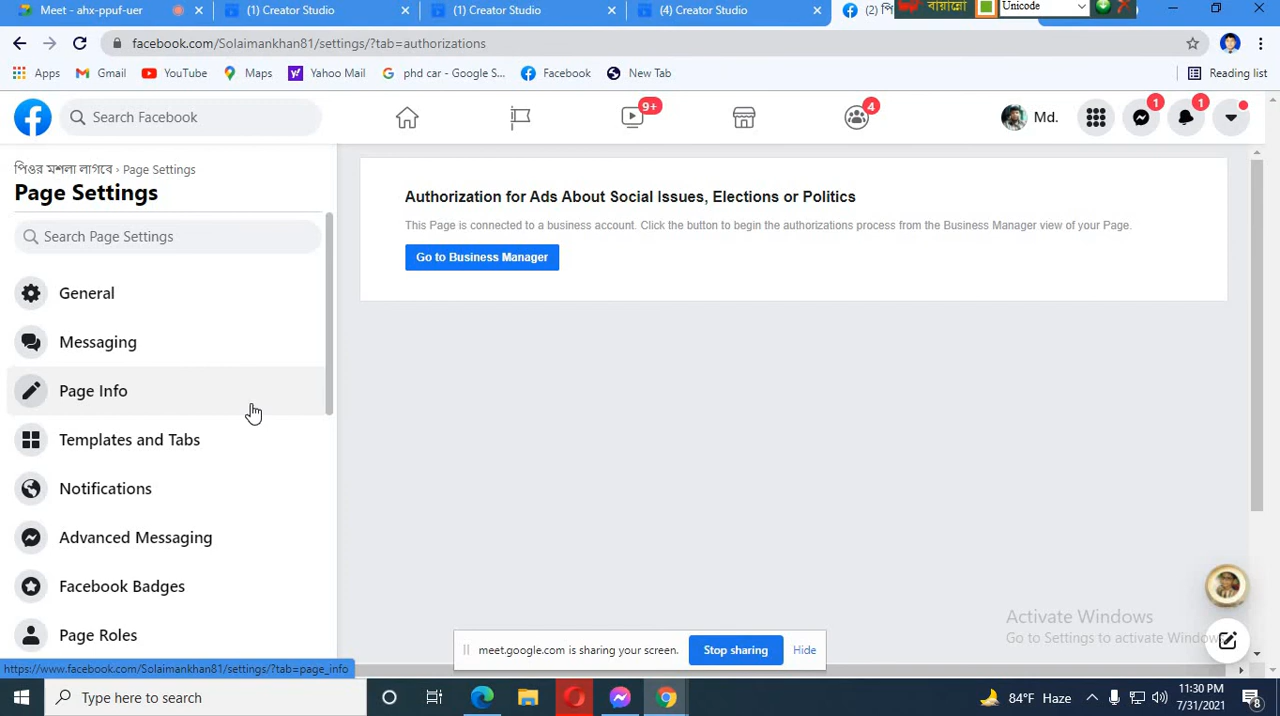 Meet - ahx-ppuf-uer
(1) Creator Studio
(1) Creator Studio
(4) Creator Studio
বায়ান্নো
Unicode
facebook.com/Solaimankhan81/settings/?tab=authorizations
Apps
Gmail
YouTube
Maps
Yahoo Mail
phd car - Google S...
Facebook
New Tab
Reading list
Search Facebook
9+
4
Md.
1
1
পিওর মশলা লাগবে › Page Settings
Page Settings
Search Page Settings
General
Messaging
Page Info
Templates and Tabs
Notifications
Advanced Messaging
Facebook Badges
Page Roles
Authorization for Ads About Social Issues, Elections or Politics
This Page is connected to a business account. Click the button to begin the authorizations process from the Business Manager view of your Page.
Go to Business Manager
Activate Windows
Go to Settings to activate Windows
meet.google.com is sharing your screen.
Stop sharing
Hide
https://www.facebook.com/Solaimankhan81/settings/?tab=page_info
Type here to search
84°F Haze
11:30 PM
7/31/2021
8